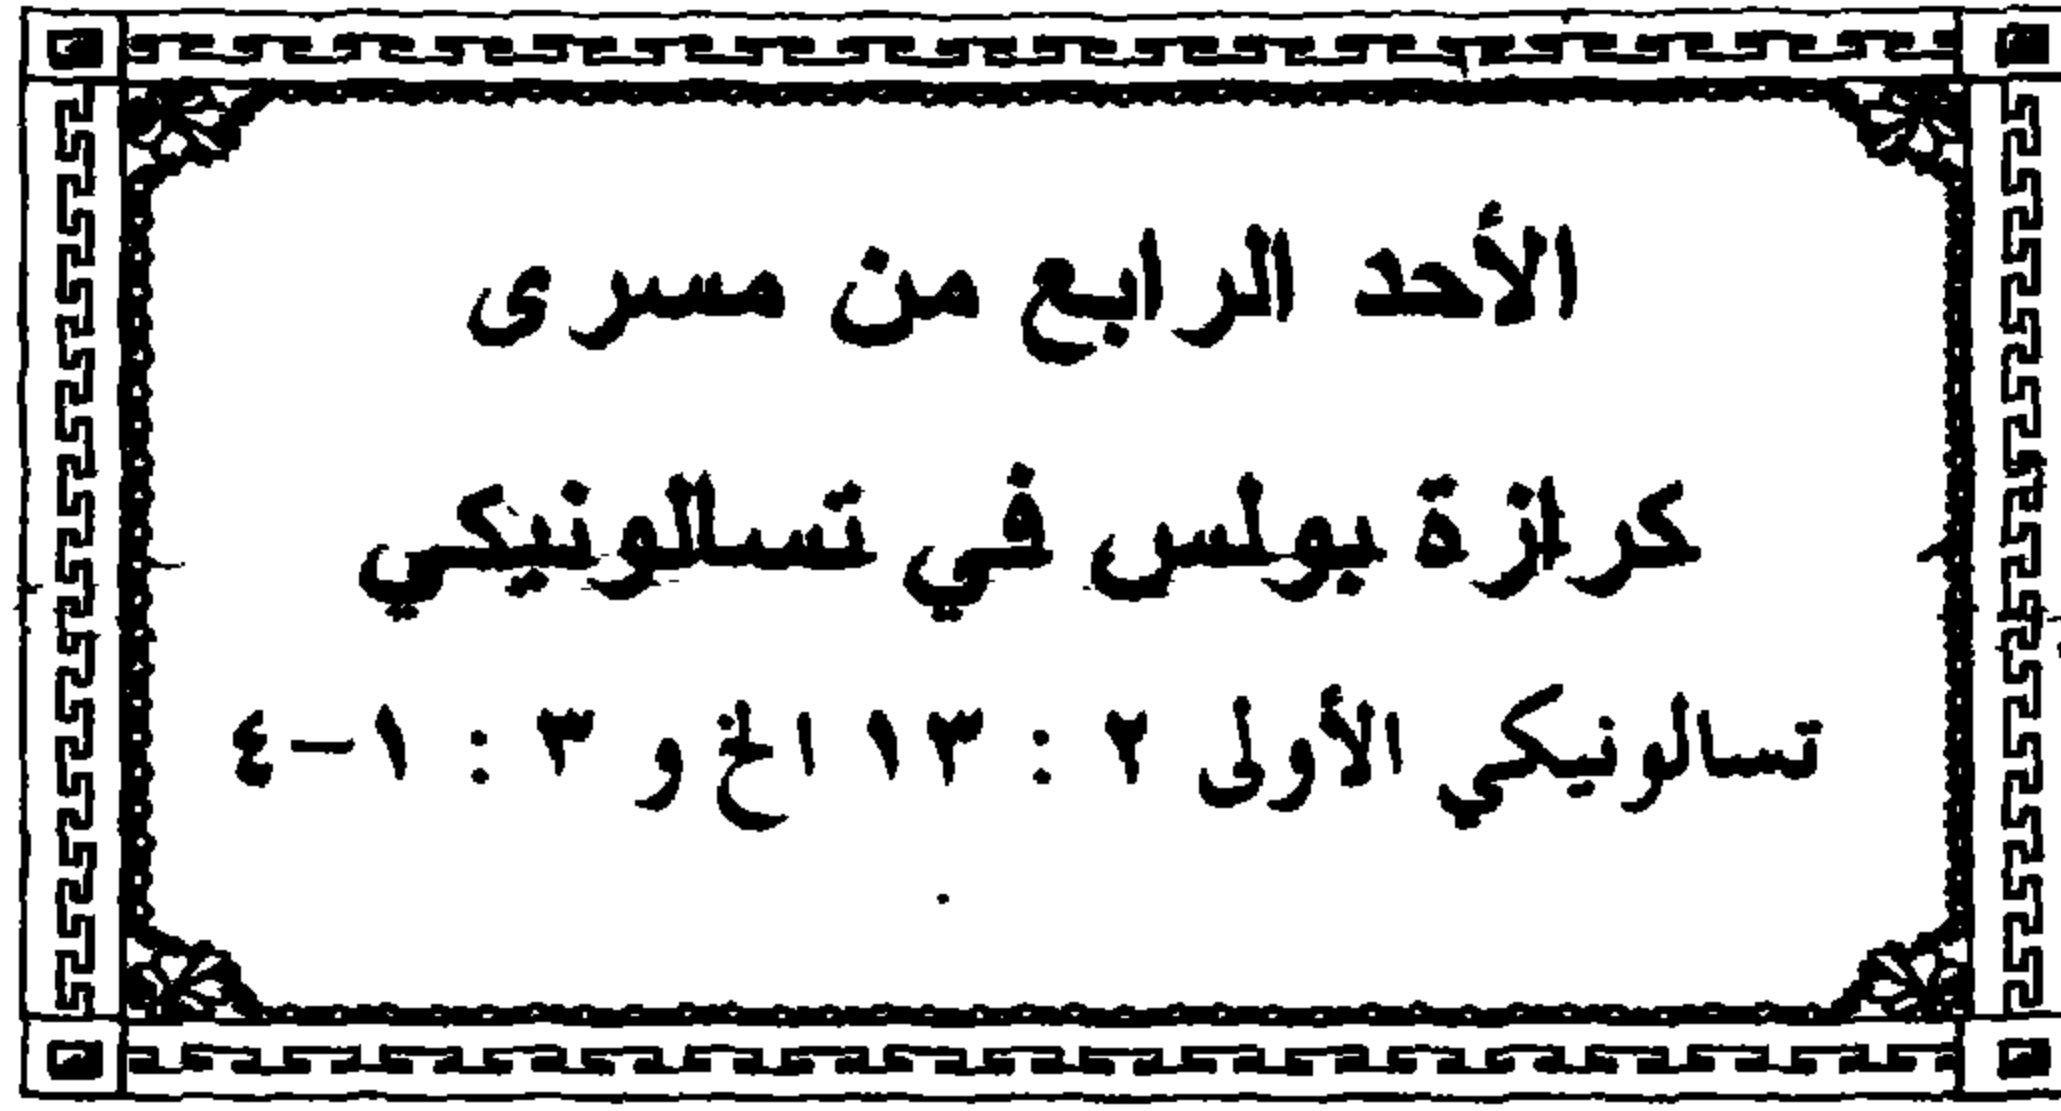 الأحد الرابع من مسرى
كرازة بولس في تسالونيكي
تسالونيكي الأولى ٢ : ١٣ الخ و ٣ : ١-٤